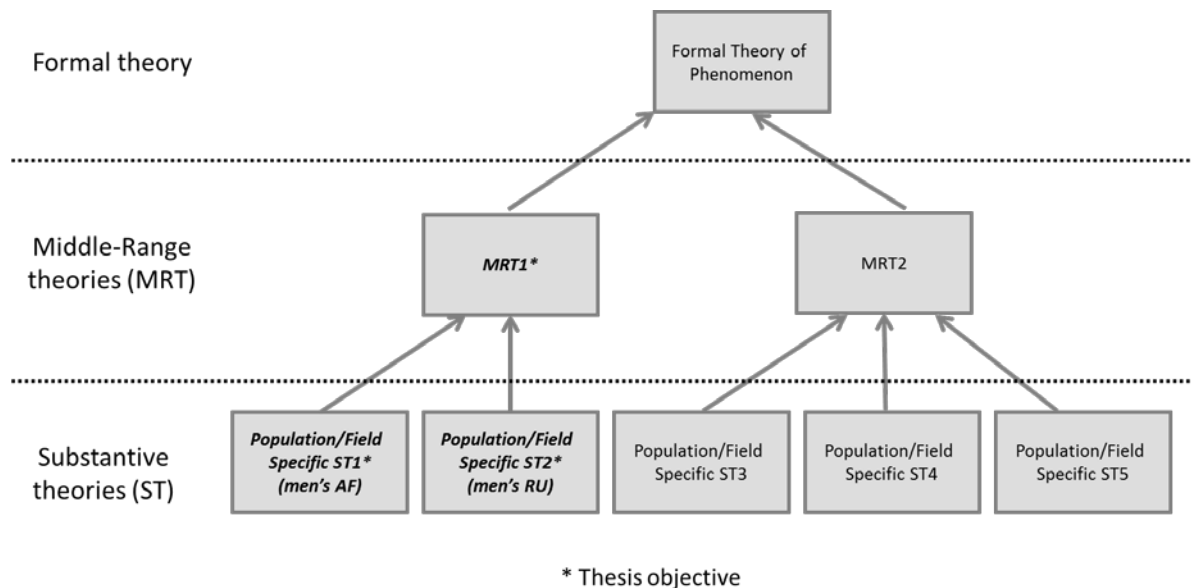 Formal theory
Formal Theory of
Phenomenon
Middle-Range
theories (MRT)
MRT1*
MRT2
Substantive
theories (ST)
Population/Field
Specific ST1*
(men's AF)
Population/Field
Specific ST2*
(men's RU)
Population/Field
Specific ST3
Population/Field
Specific ST4
Population/Field
Specific ST5
* Thesis objective